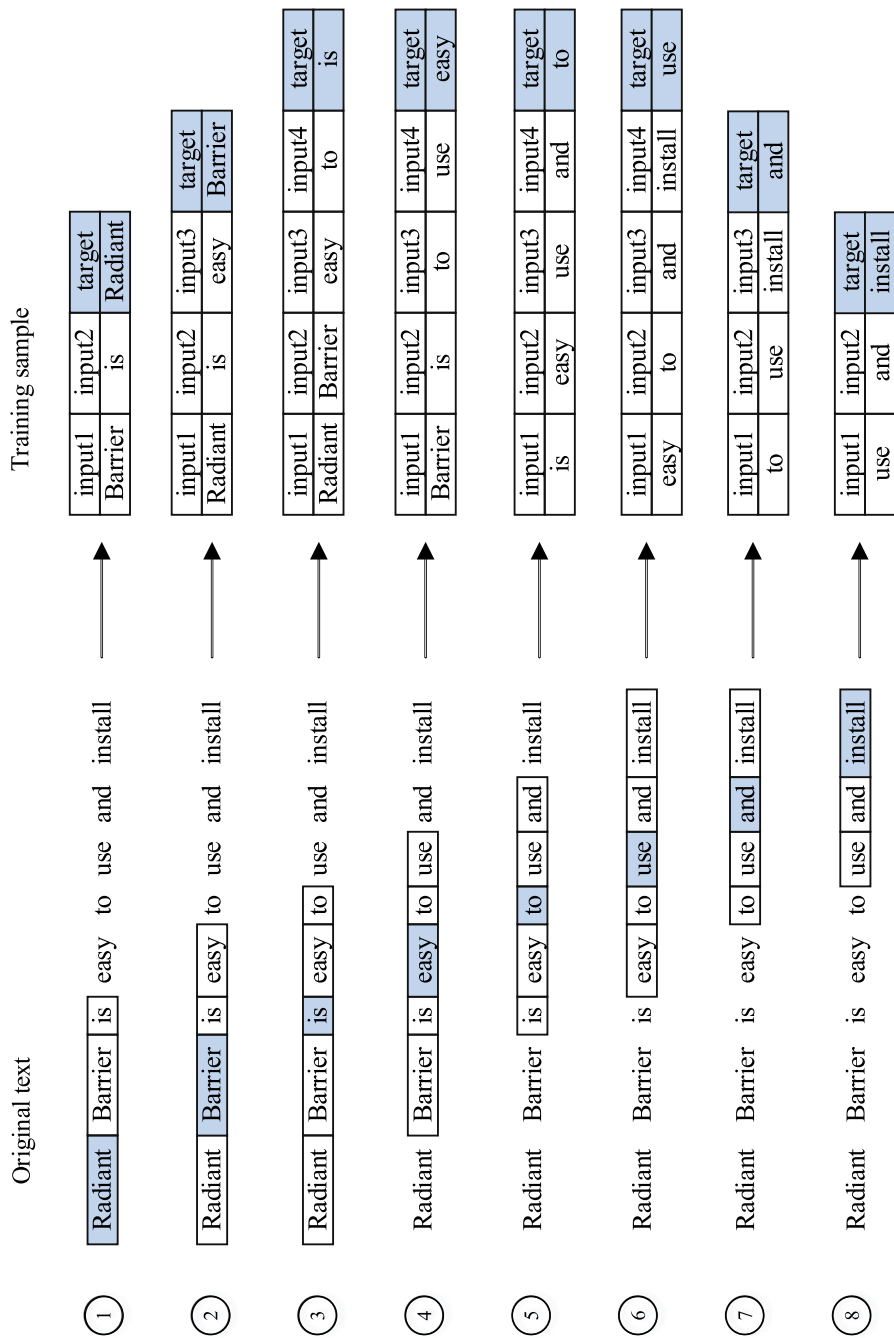 Original text Training sample
1 Radiant Barrier is easy to use and install
input1 input2 target
Barrier is Radiant
2 Radiant Barrier is easy to use and install
input1 input2 input3 target
Radiant is easy Barrier
3 Radiant Barrier is easy to use and install
input1 input2 input3 input4 target
Radiant Barrier easy to is
4 Radiant Barrier is easy to use and install
input1 input2 input3 input4 target
Barrier is to use easy
5 Radiant Barrier is easy to use and install
input1 input2 input3 input4 target
is easy use and to
6 Radiant Barrier is easy to use and install
input1 input2 input3 input4 target
easy to and install use
7 Radiant Barrier is easy to use and install
input1 input2 input3 target
to use install and
8 Radiant Barrier is easy to use and install
input1 input2 target
use and install